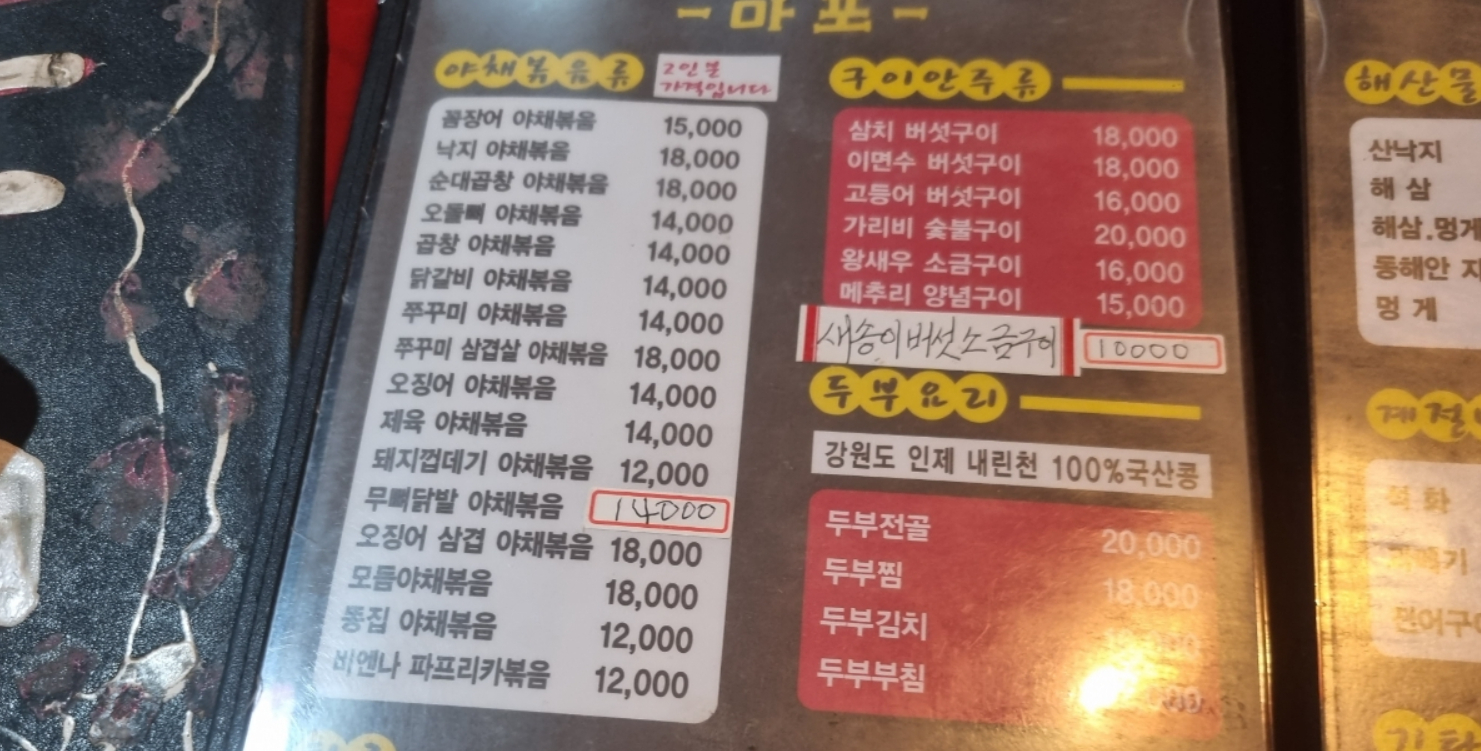 - 마포 -
야채볶음류
2인분
가격입니다
꼼장어 야채볶음 15,000
낙지 야채볶음 18,000
순대곱창 야채볶음 18,000
오돌뼈 야채볶음 14,000
곱창 야채볶음 14,000
닭갈비 야채볶음 14,000
쭈꾸미 야채볶음 14,000
쭈꾸미 삼겹살 야채볶음 18,000
오징어 야채볶음 14,000
제육 야채볶음 14,000
돼지껍데기 야채볶음 12,000
무뼈닭발 야채볶음 14000
오징어 삼겹 야채볶음 18,000
모듬야채볶음 18,000
똥집 야채볶음 12,000
비엔나 파프리카볶음 12,000
구이안주류
삼치 버섯구이 18,000
이면수 버섯구이 18,000
고등어 버섯구이 16,000
가리비 숯불구이 20,000
왕새우 소금구이 16,000
메추리 양념구이 15,000
새송이버섯소금구이 10000
두부요리
강원도 인제 내린천 100%국산콩
두부전골 20,000
두부찜 18,000
두부김치
두부부침
해산물
산낙지
해 삼
해삼.멍게
동해안
멍 게
계절
석 화